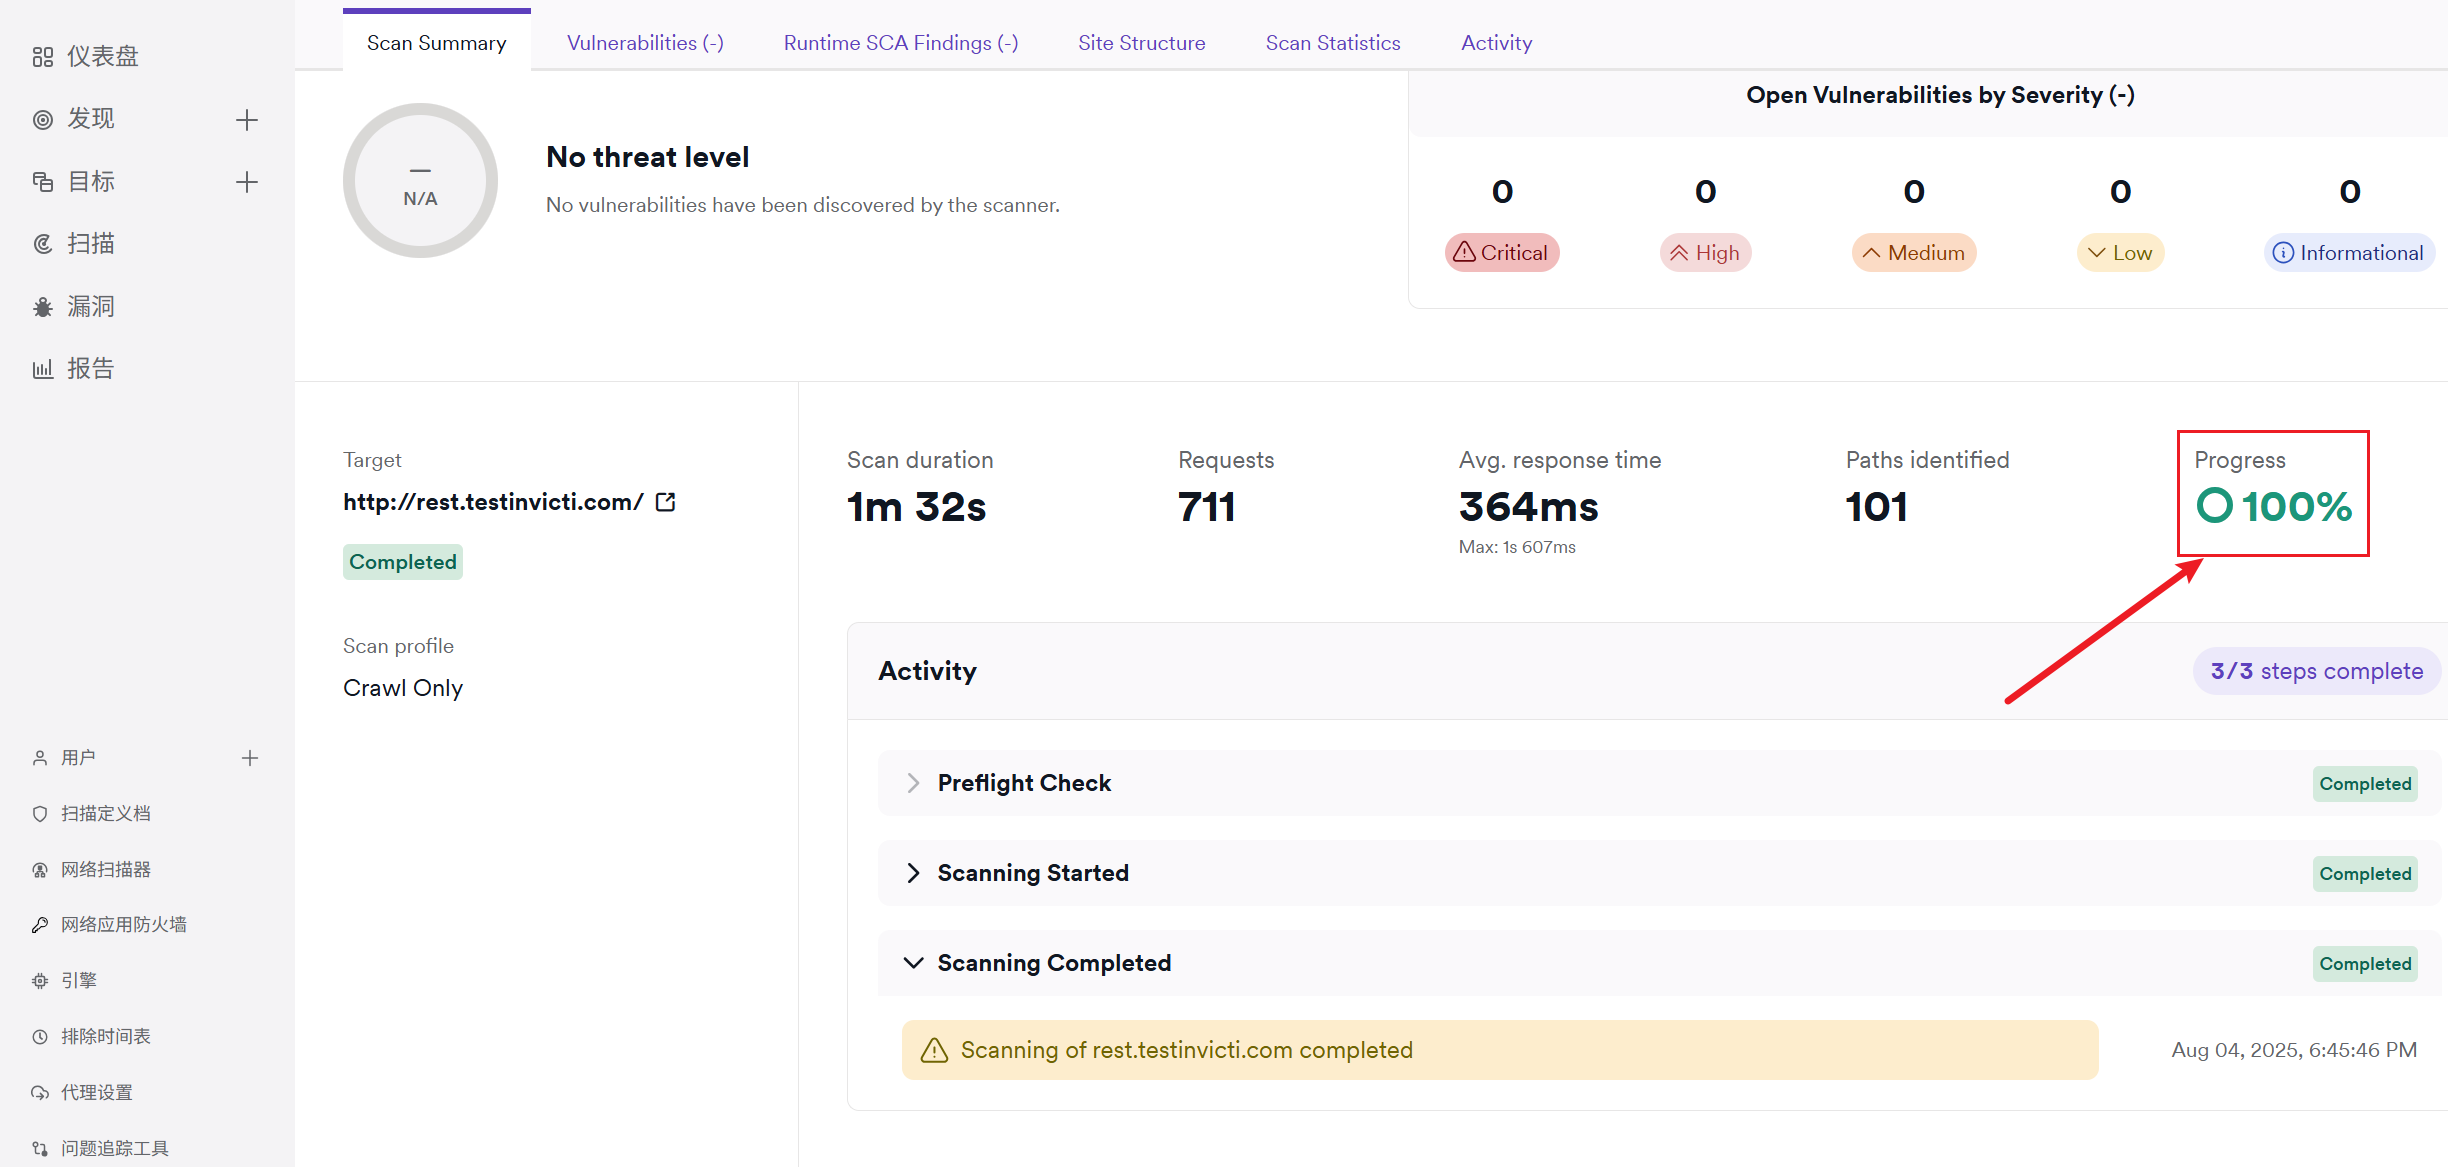 仪表盘
发现
目标
扫描
漏洞
报告
用户
扫描定义档
网络扫描器
网络应用防火墙
引擎
排除时间表
代理设置
问题追踪工具
Scan Summary
Vulnerabilities (-)
Runtime SCA Findings (-)
Site Structure
Scan Statistics
Activity
N/A
No threat level
No vulnerabilities have been discovered by the scanner.
Open Vulnerabilities by Severity (-)
0
0
0
0
0
Critical
High
Medium
Low
Informational
Target
http://rest.testinvicti.com/
Completed
Scan profile
Crawl Only
Scan duration
1m 32s
Requests
711
Avg. response time
364ms
Max: 1s 607ms
Paths identified
101
Progress
100%
Activity
3/3 steps complete
Preflight Check
Completed
Scanning Started
Completed
Scanning Completed
Completed
Scanning of rest.testinvicti.com completed
Aug 04, 2025, 6:45:46 PM